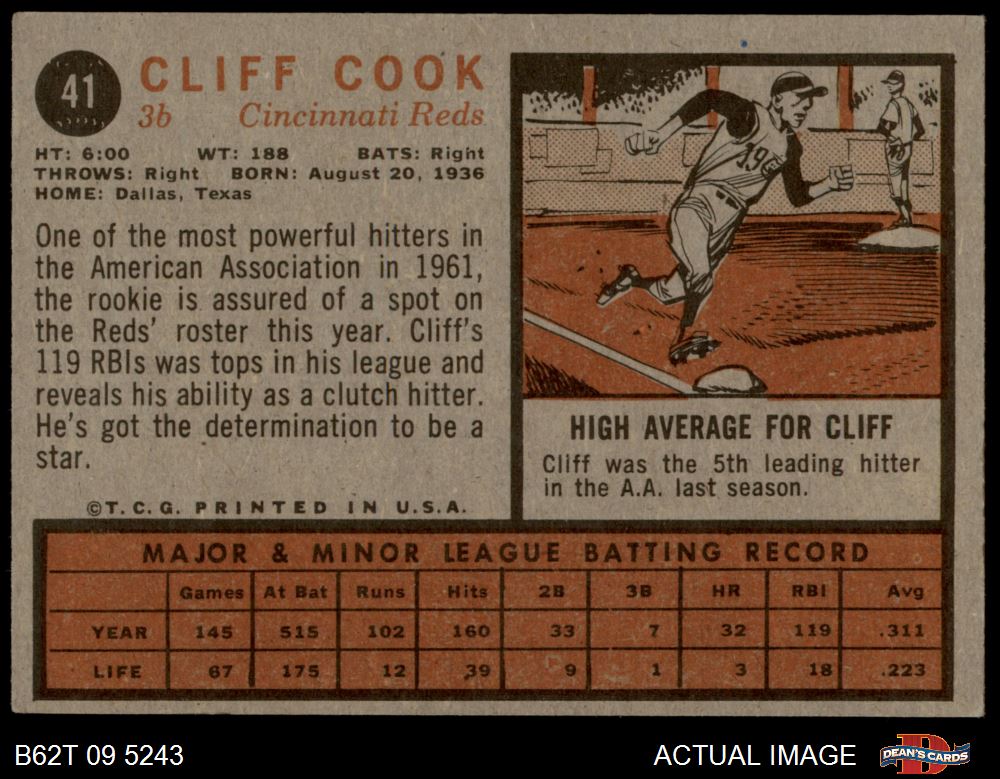 41
CLIFF COOK
3b Cincinnati Reds
HT: 6:00 WT: 188 BATS: Right
THROWS: Right BORN: August 20, 1936
HOME: Dallas, Texas
One of the most powerful hitters in
the American Association in 1961,
the rookie is assured of a spot on
the Reds' roster this year. Cliff's
119 RBIs was tops in his league and
reveals his ability as a clutch hitter.
He's got the determination to be a
star.
©T.C.G. PRINTED IN U.S.A.
HIGH AVERAGE FOR CLIFF
Cliff was the 5th leading hitter
in the A.A. last season.
MAJOR & MINOR LEAGUE BATTING RECORD
Games At Bat Runs Hits 2B 3B HR RBI Avg
YEAR 145 515 102 160 33 7 32 119 .311
LIFE 67 175 12 39 9 1 3 18 .223
B62T 09 5243 ACTUAL IMAGE DEAN'S CARDS